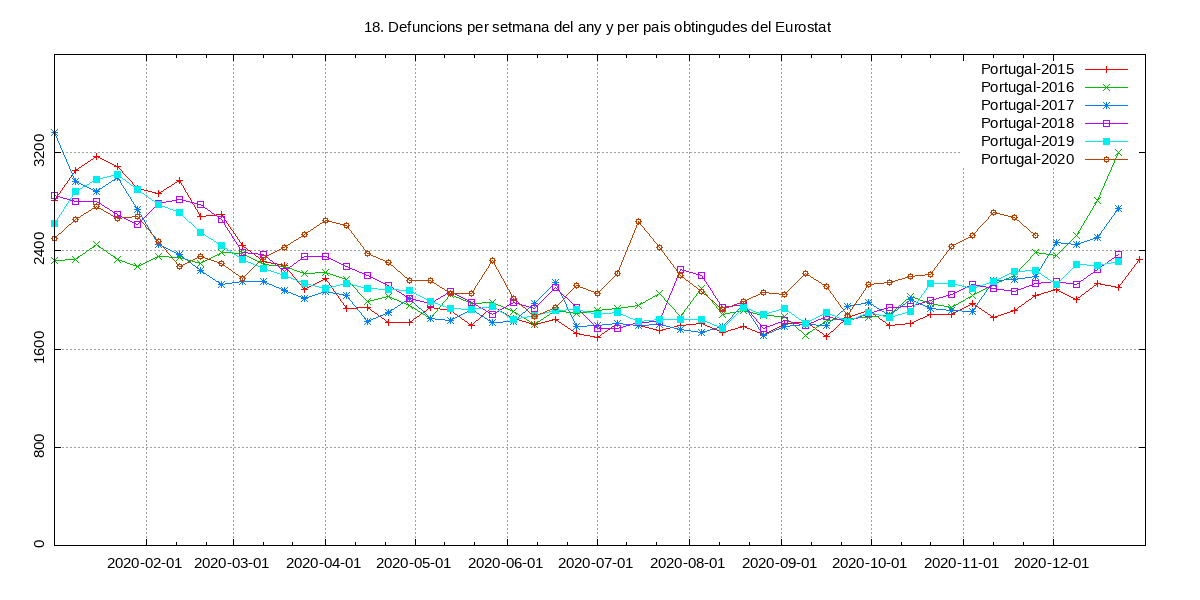 18. Defuncions per setmana del any y per pais obtingudes del Eurostat
Portugal-2015
Portugal-2016
Portugal-2017
Portugal-2018
Portugal-2019
Portugal-2020
3200
2400
1600
800
0
2020-02-01 2020-03-01 2020-04-01 2020-05-01 2020-06-01 2020-07-01 2020-08-01 2020-09-01 2020-10-01 2020-11-01 2020-12-01